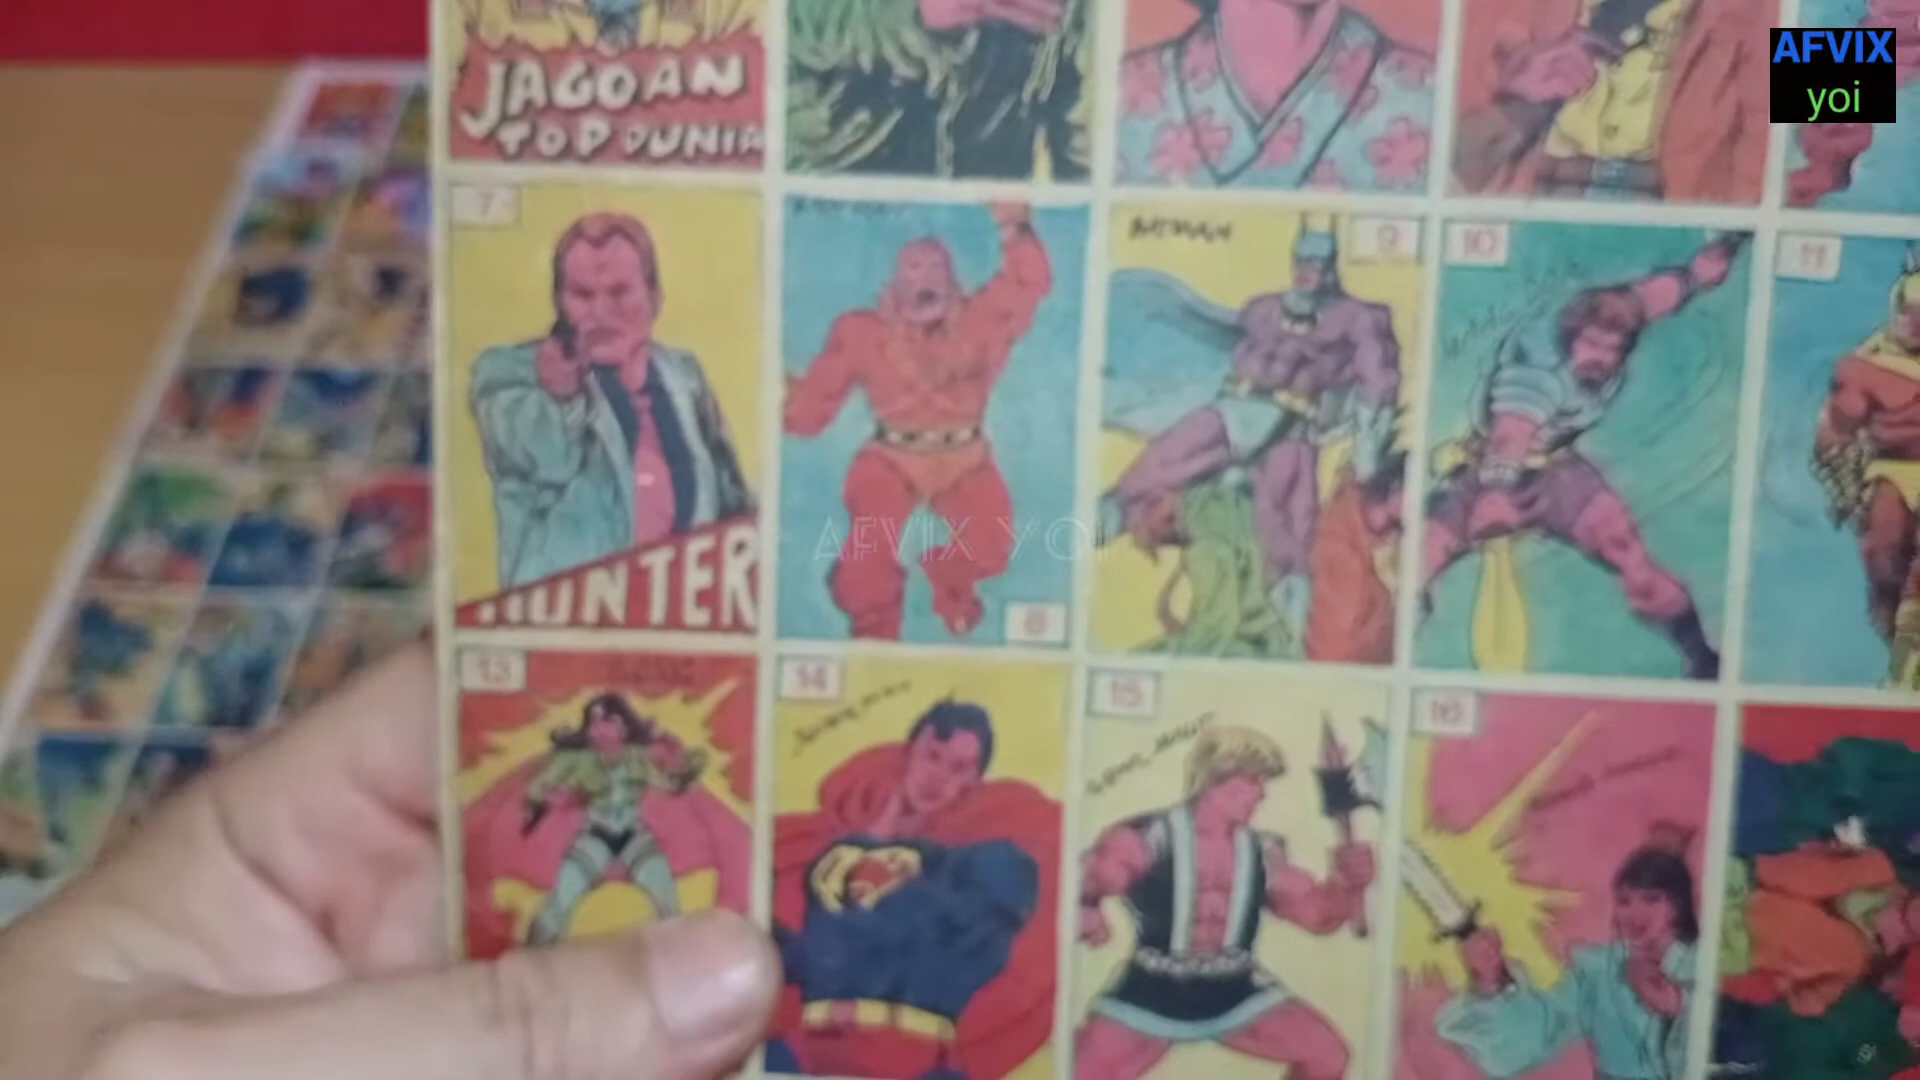 AFVIX
yoi
JAGOAN
TOP DUNIA
7
BATMAN
9
10
11
HUNTER
AFVIX YOI
8
13
14
15
16